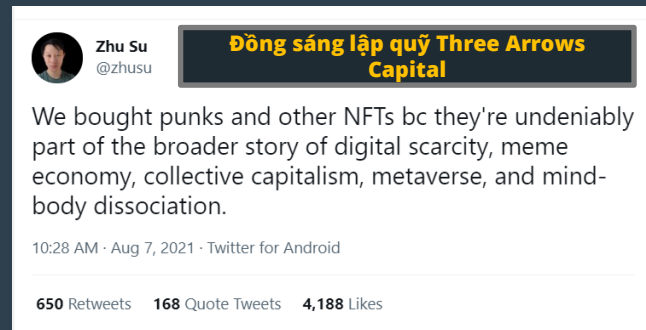 Zhu Su
@zhusu
Đồng sáng lập quỹ Three Arrows
Capital
We bought punks and other NFTs bc they're undeniably
part of the broader story of digital scarcity, meme
economy, collective capitalism, metaverse, and mind-
body dissociation.
10:28 AM · Aug 7, 2021 · Twitter for Android
650 Retweets 168 Quote Tweets 4,188 Likes